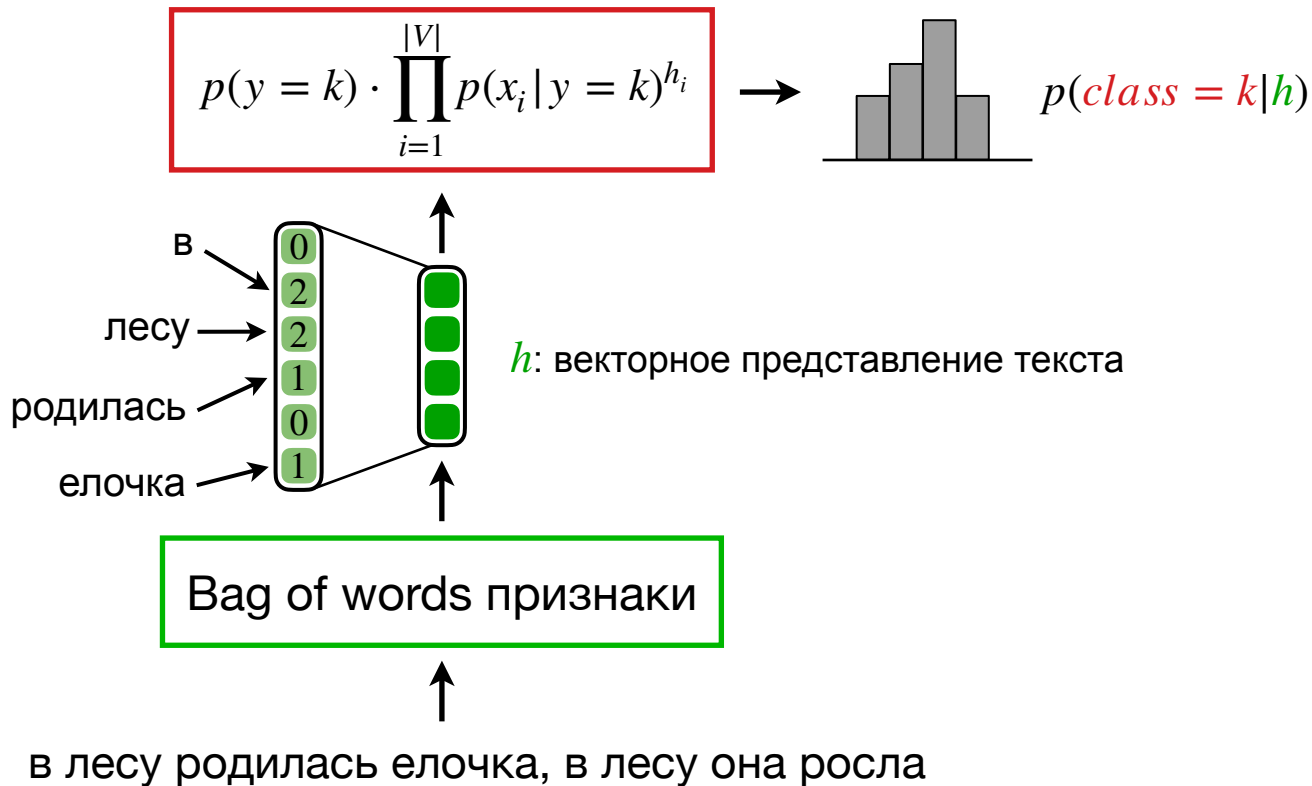 |V|
p(y = k) · ∏ p(x_i | y = k)^{h_i} → p(class = k|h)
i=1
в
0
2
лесу
2
1
родилась
0
1
елочка
h: векторное представление текста
Bag of words признаки
в лесу родилась елочка, в лесу она росла